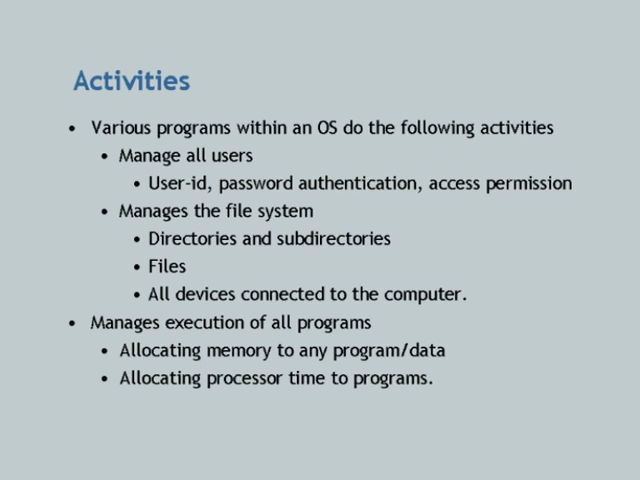 Activities
• Various programs within an OS do the following activities
• Manage all users
• User-id, password authentication, access permission
• Manages the file system
• Directories and subdirectories
• Files
• All devices connected to the computer.
• Manages execution of all programs
• Allocating memory to any program/data
• Allocating processor time to programs.